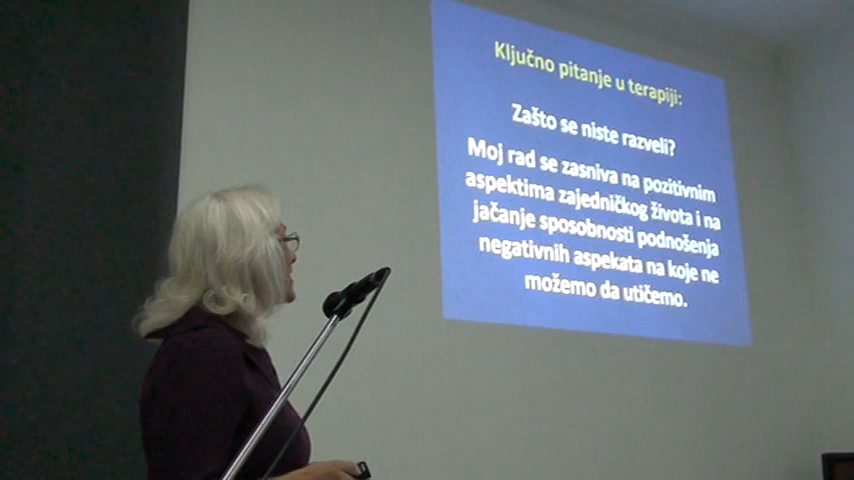 Ključno pitanje u terapiji:
Zašto se niste razveli?
Moj rad se zasniva na pozitivnim
aspektima zajedničkog života i na
jačanje sposobnosti podnošenja
negativnih aspekata na koje ne
možemo da utičemo.